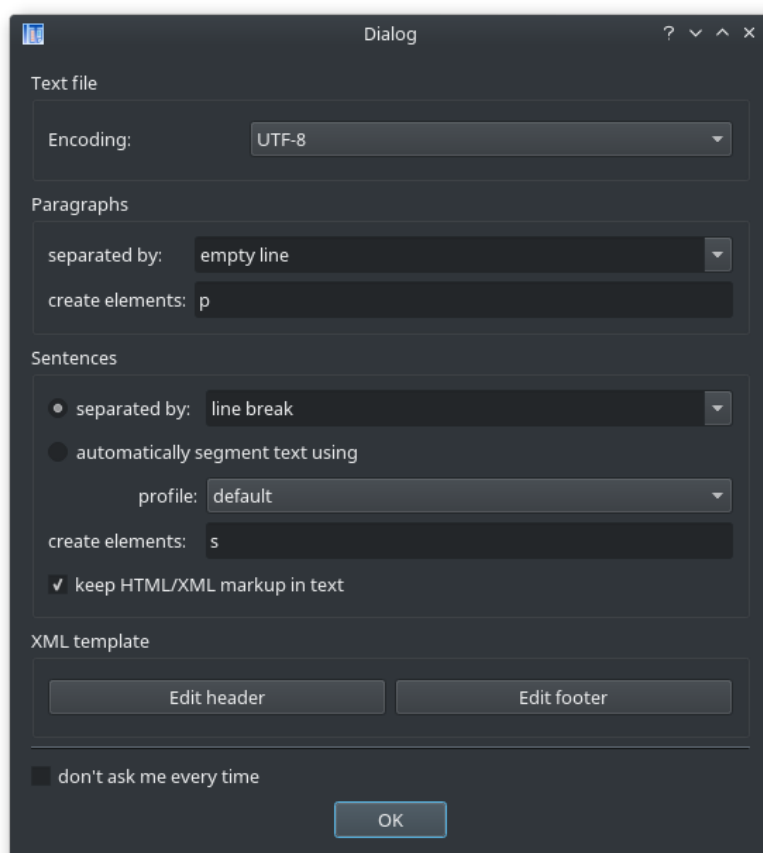 Dialog
Text file
Encoding: UTF-8
Paragraphs
separated by: empty line
create elements: p
Sentences
separated by: line break
automatically segment text using
profile: default
create elements: s
keep HTML/XML markup in text
XML template
Edit header Edit footer
don't ask me every time
OK